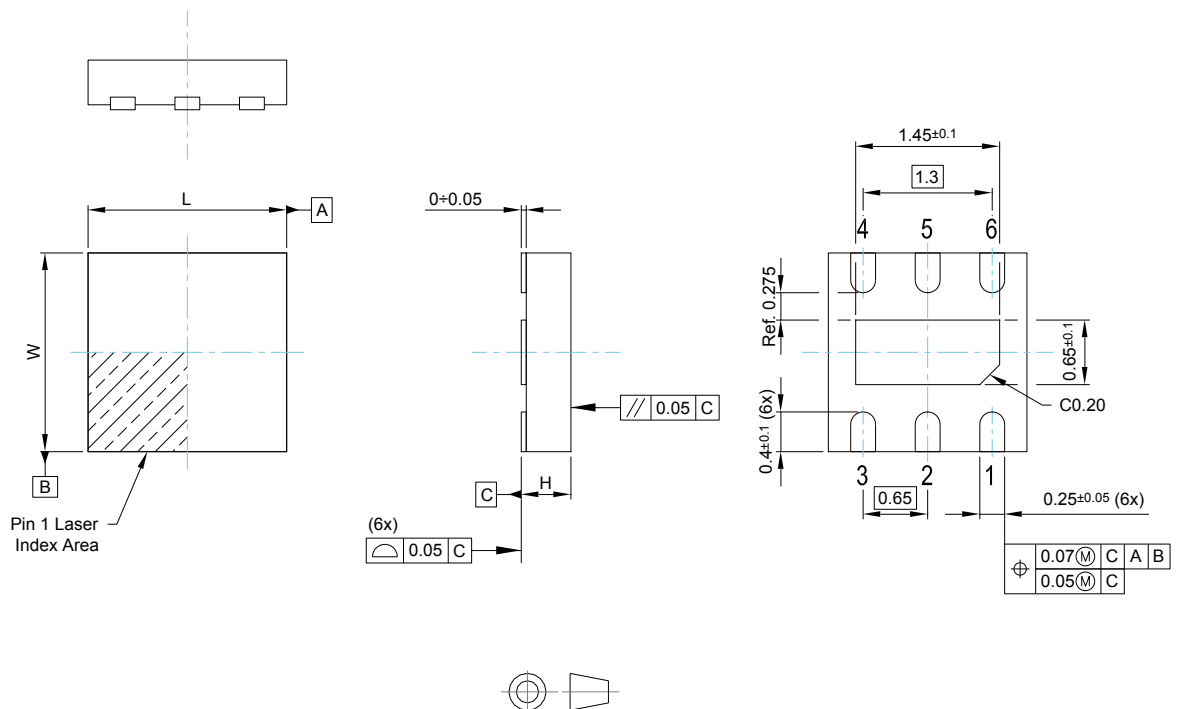 L
A
W
B
Pin 1 Laser
Index Area
0÷0.05
// 0.05 C
C
H
(6x)
0.05 C
1.45±0.1
1.3
4 5 6
Ref. 0.275
0.65±0.1
C0.20
0.4±0.1 (6x)
3 2 1
0.65
0.25±0.05 (6x)
0.07Ⓜ C A B
0.05Ⓜ C